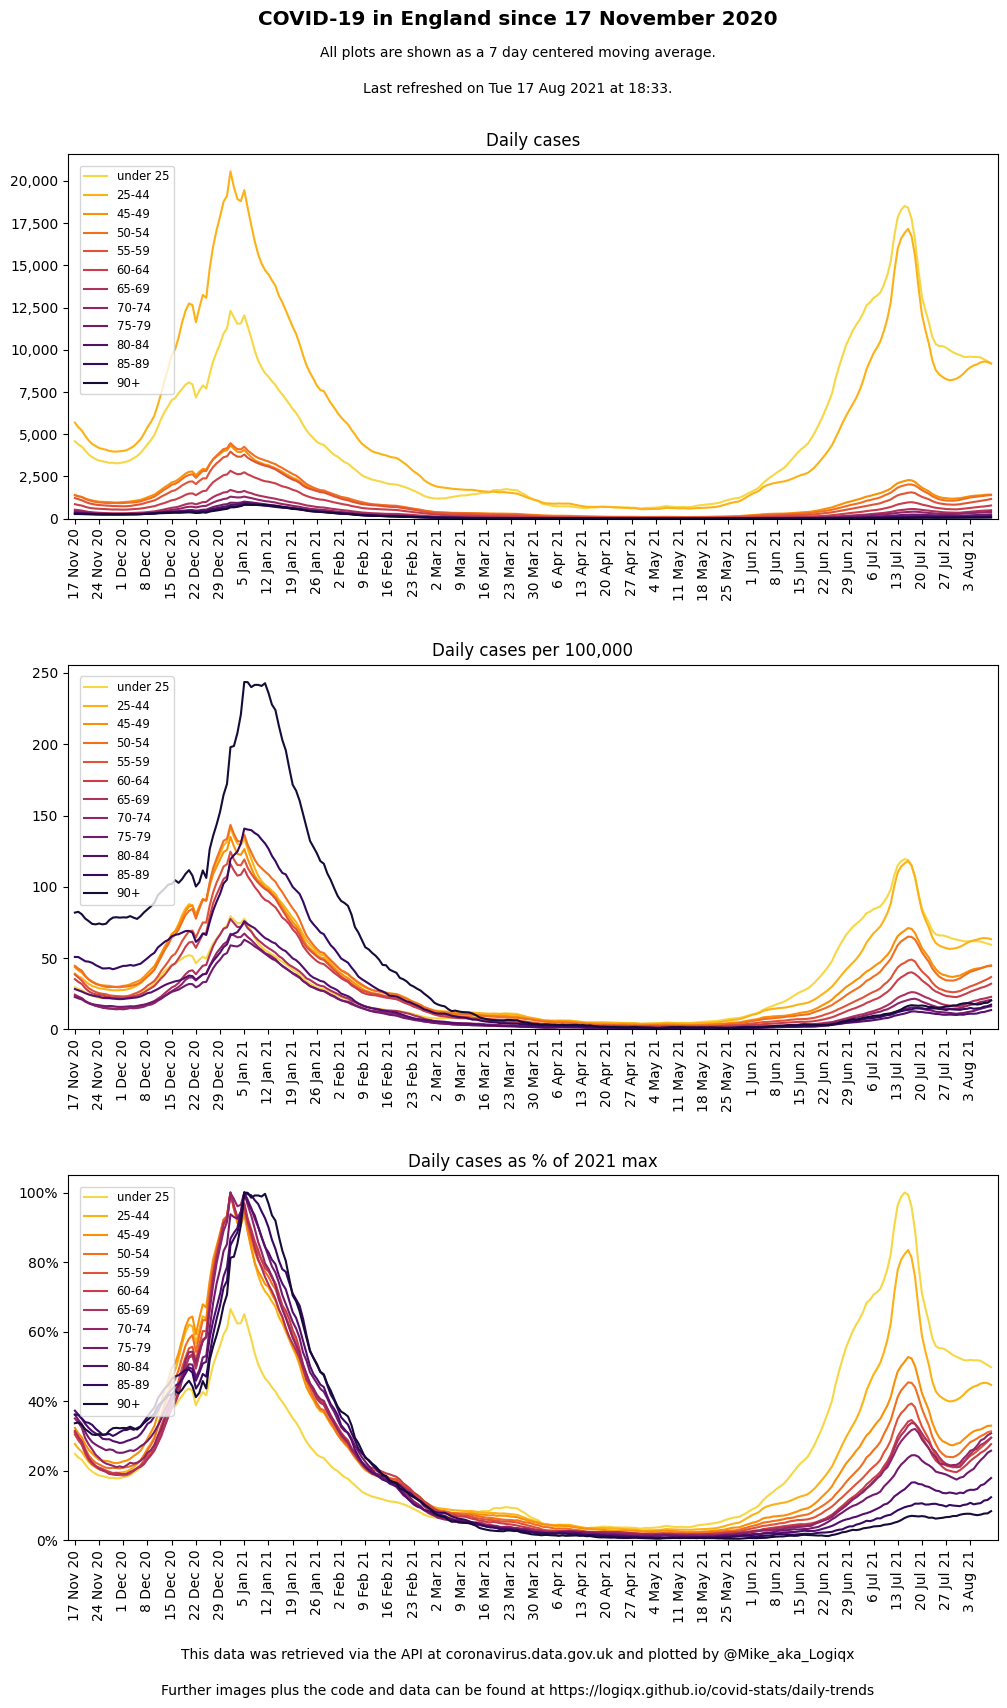 COVID-19 in England since 17 November 2020
All plots are shown as a 7 day centered moving average.
Last refreshed on Tue 17 Aug 2021 at 18:33.
Daily cases
20,000
17,500
15,000
12,500
10,000
7,500
5,000
2,500
0
under 25
25-44
45-49
50-54
55-59
60-64
65-69
70-74
75-79
80-84
85-89
90+
17 Nov 20
24 Nov 20
1 Dec 20
8 Dec 20
15 Dec 20
22 Dec 20
29 Dec 20
5 Jan 21
12 Jan 21
19 Jan 21
26 Jan 21
2 Feb 21
9 Feb 21
16 Feb 21
23 Feb 21
2 Mar 21
9 Mar 21
16 Mar 21
23 Mar 21
30 Mar 21
6 Apr 21
13 Apr 21
20 Apr 21
27 Apr 21
4 May 21
11 May 21
18 May 21
25 May 21
1 Jun 21
8 Jun 21
15 Jun 21
22 Jun 21
29 Jun 21
6 Jul 21
13 Jul 21
20 Jul 21
27 Jul 21
3 Aug 21
Daily cases per 100,000
250
200
150
100
50
0
under 25
25-44
45-49
50-54
55-59
60-64
65-69
70-74
75-79
80-84
85-89
90+
17 Nov 20
24 Nov 20
1 Dec 20
8 Dec 20
15 Dec 20
22 Dec 20
29 Dec 20
5 Jan 21
12 Jan 21
19 Jan 21
26 Jan 21
2 Feb 21
9 Feb 21
16 Feb 21
23 Feb 21
2 Mar 21
9 Mar 21
16 Mar 21
23 Mar 21
30 Mar 21
6 Apr 21
13 Apr 21
20 Apr 21
27 Apr 21
4 May 21
11 May 21
18 May 21
25 May 21
1 Jun 21
8 Jun 21
15 Jun 21
22 Jun 21
29 Jun 21
6 Jul 21
13 Jul 21
20 Jul 21
27 Jul 21
3 Aug 21
Daily cases as % of 2021 max
100%
80%
60%
40%
20%
0%
under 25
25-44
45-49
50-54
55-59
60-64
65-69
70-74
75-79
80-84
85-89
90+
17 Nov 20
24 Nov 20
1 Dec 20
8 Dec 20
15 Dec 20
22 Dec 20
29 Dec 20
5 Jan 21
12 Jan 21
19 Jan 21
26 Jan 21
2 Feb 21
9 Feb 21
16 Feb 21
23 Feb 21
2 Mar 21
9 Mar 21
16 Mar 21
23 Mar 21
30 Mar 21
6 Apr 21
13 Apr 21
20 Apr 21
27 Apr 21
4 May 21
11 May 21
18 May 21
25 May 21
1 Jun 21
8 Jun 21
15 Jun 21
22 Jun 21
29 Jun 21
6 Jul 21
13 Jul 21
20 Jul 21
27 Jul 21
3 Aug 21
This data was retrieved via the API at coronavirus.data.gov.uk and plotted by @Mike_aka_Logiqx
Further images plus the code and data can be found at https://logiqx.github.io/covid-stats/daily-trends